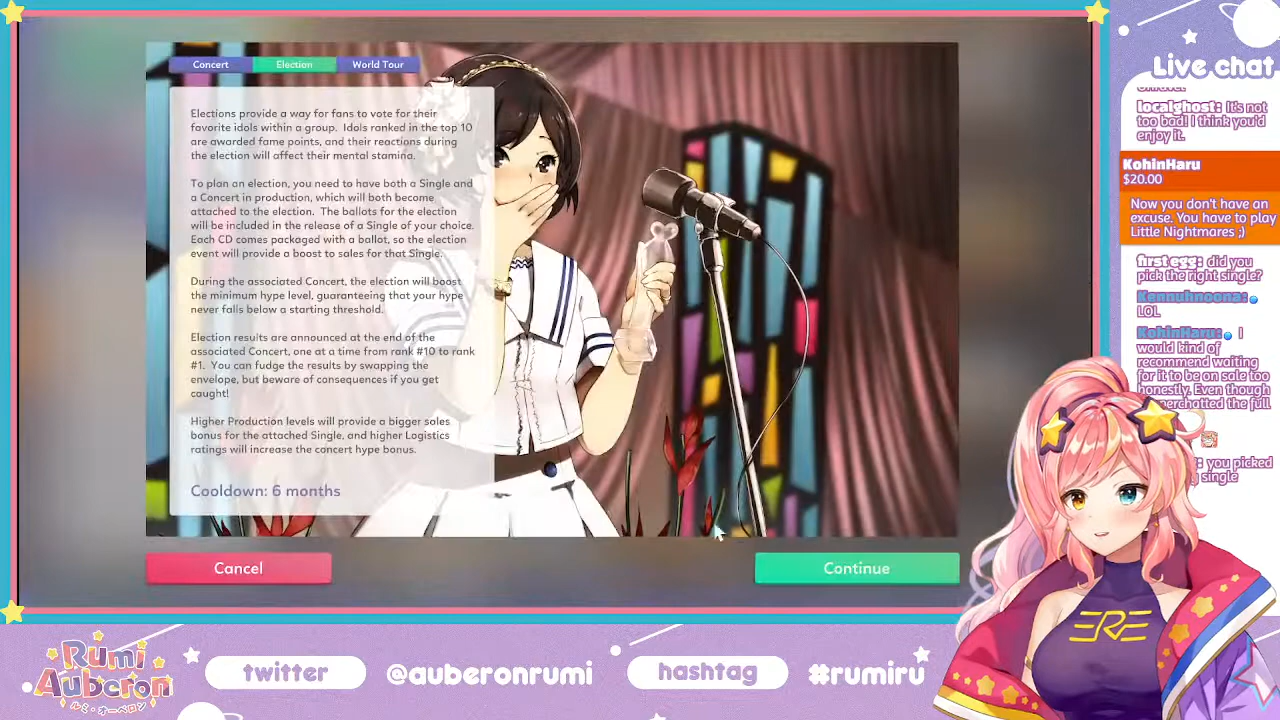 Concert
Election
World Tour
Elections provide a way for fans to vote for their
favorite idols within a group. Idols ranked in the top 10
are awarded fame points, and their reactions during
the election will affect their mental stamina.
To plan an election, you need to have both a Single and
a Concert in production, which will both become
attached to the election. The ballots for the election
will be included in the release of a Single of your choice.
Each CD comes packaged with a ballot, so the election
event will provide a boost to sales for that Single.
During the associated Concert, the election will boost
the minimum hype level, guaranteeing that your hype
never falls below a starting threshold.
Election results are announced at the end of the
associated Concert, one at a time from rank #10 to rank
#1. You can fudge the results by swapping the
envelope, but beware of consequences if you get
caught!
Higher Production levels will provide a bigger sales
bonus for the attached Single, and higher Logistics
ratings will increase the concert hype bonus.
Cooldown: 6 months
Cancel
Continue
Live chat
localghost: It's not
too bad! I think you'd
enjoy it.
KohinHaru
$20.00
Now you don't have an
excuse. You have to play
Little Nightmares ;)
first egg: did you
pick the right single?
Kennuhnoona:
LOL
KohinHaru: I
would kind of
recommend waiting
for it to be on sale too
honestly. Even though
the full
you picked
single
ERE
Rumi
Auberon
ルミ・オーベロン
twitter
@auberonrumi
hashtag
#rumiru